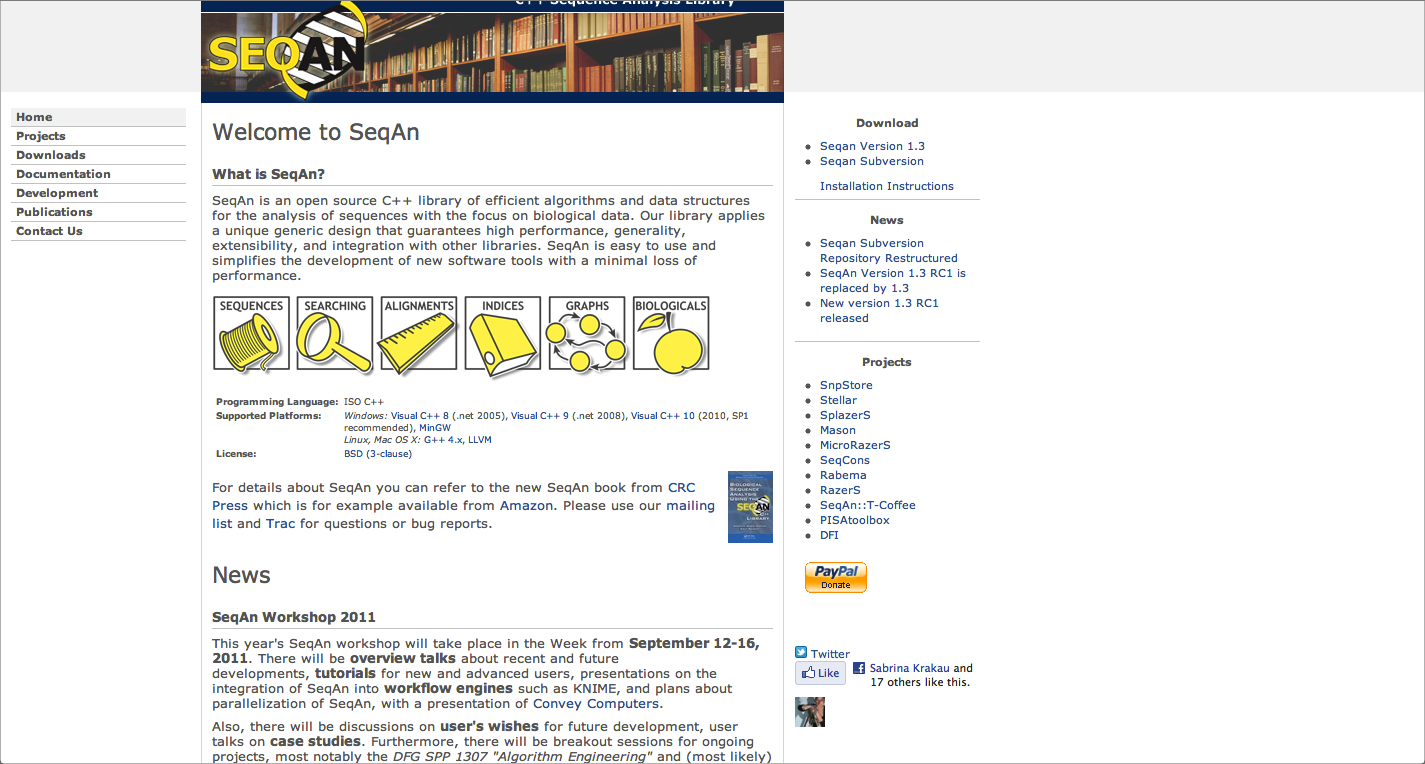 C++ Sequence Analysis Library
SEQAN
Home
Projects
Downloads
Documentation
Development
Publications
Contact Us
Welcome to SeqAn
What is SeqAn?
SeqAn is an open source C++ library of efficient algorithms and data structures
for the analysis of sequences with the focus on biological data. Our library applies
a unique generic design that guarantees high performance, generality,
extensibility, and integration with other libraries. SeqAn is easy to use and
simplifies the development of new software tools with a minimal loss of
performance.
SEQUENCES SEARCHING ALIGNMENTS INDICES GRAPHS BIOLOGICALS
Programming Language: ISO C++
Supported Platforms: Windows: Visual C++ 8 (.net 2005), Visual C++ 9 (.net 2008), Visual C++ 10 (2010, SP1
recommended), MinGW
Linux, Mac OS X: G++ 4.x, LLVM
License: BSD (3-clause)
For details about SeqAn you can refer to the new SeqAn book from CRC
Press which is for example available from Amazon. Please use our mailing
list and Trac for questions or bug reports.
BIOLOGICAL
SEQUENCE
ANALYSIS
USING THE
SEQAN
C++
LIBRARY
News
SeqAn Workshop 2011
This year's SeqAn workshop will take place in the Week from September 12-16,
2011. There will be overview talks about recent and future
developments, tutorials for new and advanced users, presentations on the
integration of SeqAn into workflow engines such as KNIME, and plans about
parallelization of SeqAn, with a presentation of Convey Computers.
Also, there will be discussions on user's wishes for future development, user
talks on case studies. Furthermore, there will be breakout sessions for ongoing
projects, most notably the DFG SPP 1307 "Algorithm Engineering" and (most likely)
Download
Seqan Version 1.3
Seqan Subversion
Installation Instructions
News
Seqan Subversion
Repository Restructured
SeqAn Version 1.3 RC1 is
replaced by 1.3
New version 1.3 RC1
released
Projects
SnpStore
Stellar
SplazerS
Mason
MicroRazerS
SeqCons
Rabema
RazerS
SeqAn::T-Coffee
PISAtoolbox
DFI
PayPal
Donate
Twitter
Like
Sabrina Krakau and
17 others like this.